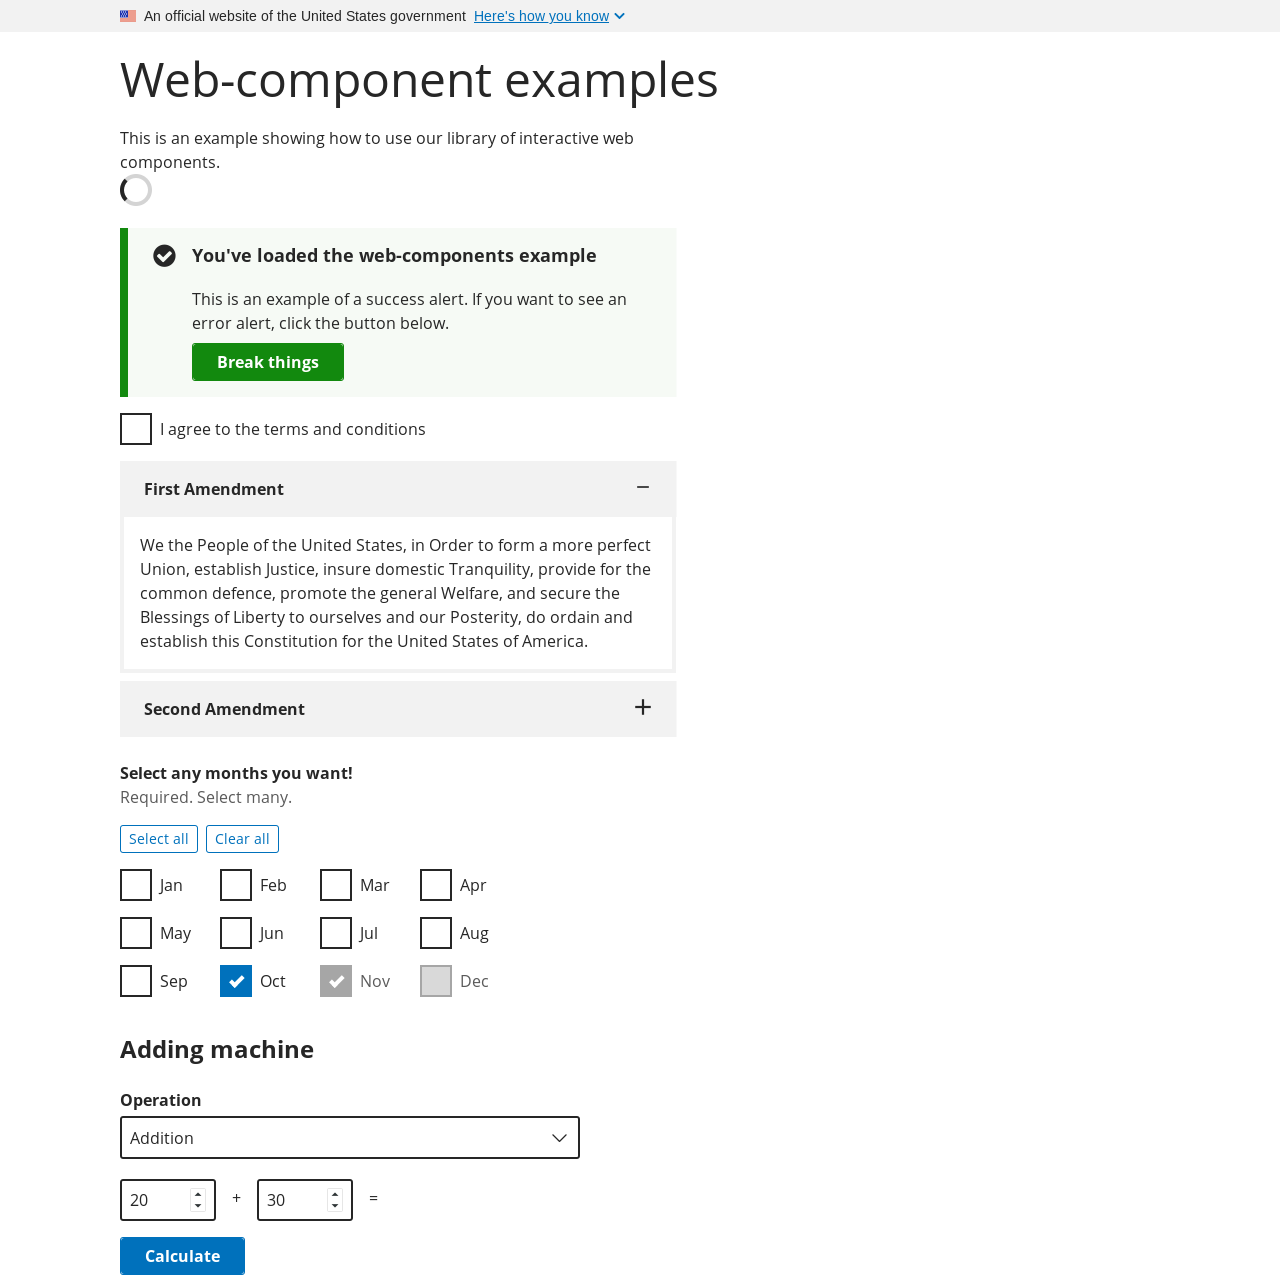 An official website of the United States government Here's how you know
Web-component examples
This is an example showing how to use our library of interactive web
components.
You've loaded the web-components example
This is an example of a success alert. If you want to see an
error alert, click the button below.
Break things
I agree to the terms and conditions
First Amendment
We the People of the United States, in Order to form a more perfect
Union, establish Justice, insure domestic Tranquility, provide for the
common defence, promote the general Welfare, and secure the
Blessings of Liberty to ourselves and our Posterity, do ordain and
establish this Constitution for the United States of America.
Second Amendment
Select any months you want!
Required. Select many.
Select all Clear all
Jan Feb Mar Apr
May Jun Jul Aug
Sep Oct Nov Dec
Adding machine
Operation
Addition
20 + 30 =
Calculate